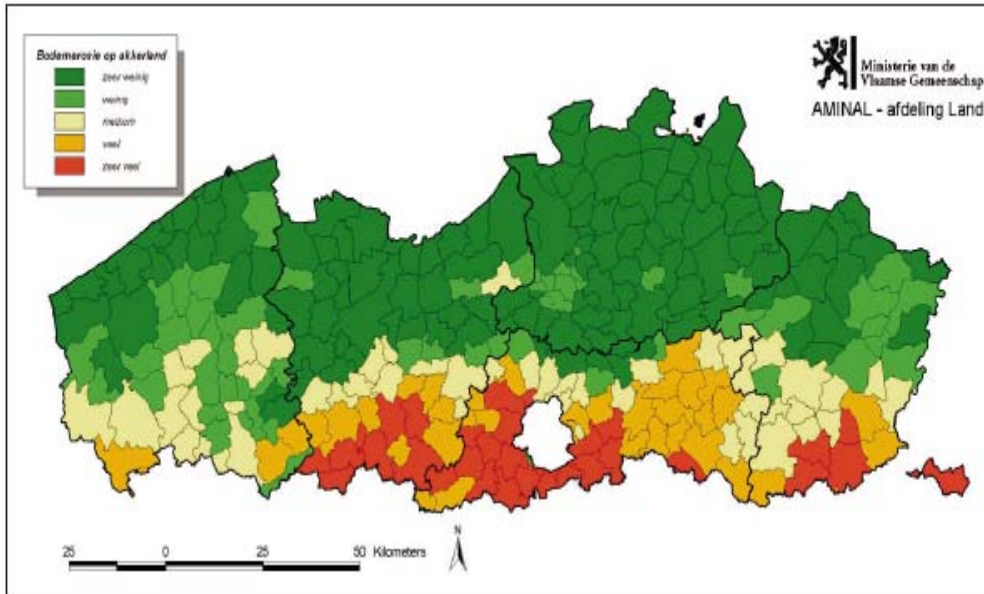 Bodemerosie op akkerland
zeer weinig
weinig
medium
veel
zeer veel
Ministerie van de
Vlaamse Gemeenschap
AMINAL - afdeling Land
25 0 25 50 Kilometers
N